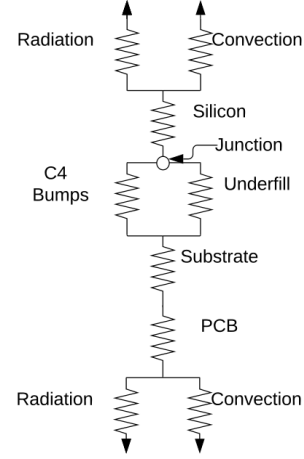 Radiation
Convection
Silicon
Junction
C4
Bumps
Underfill
Substrate
PCB
Radiation
Convection